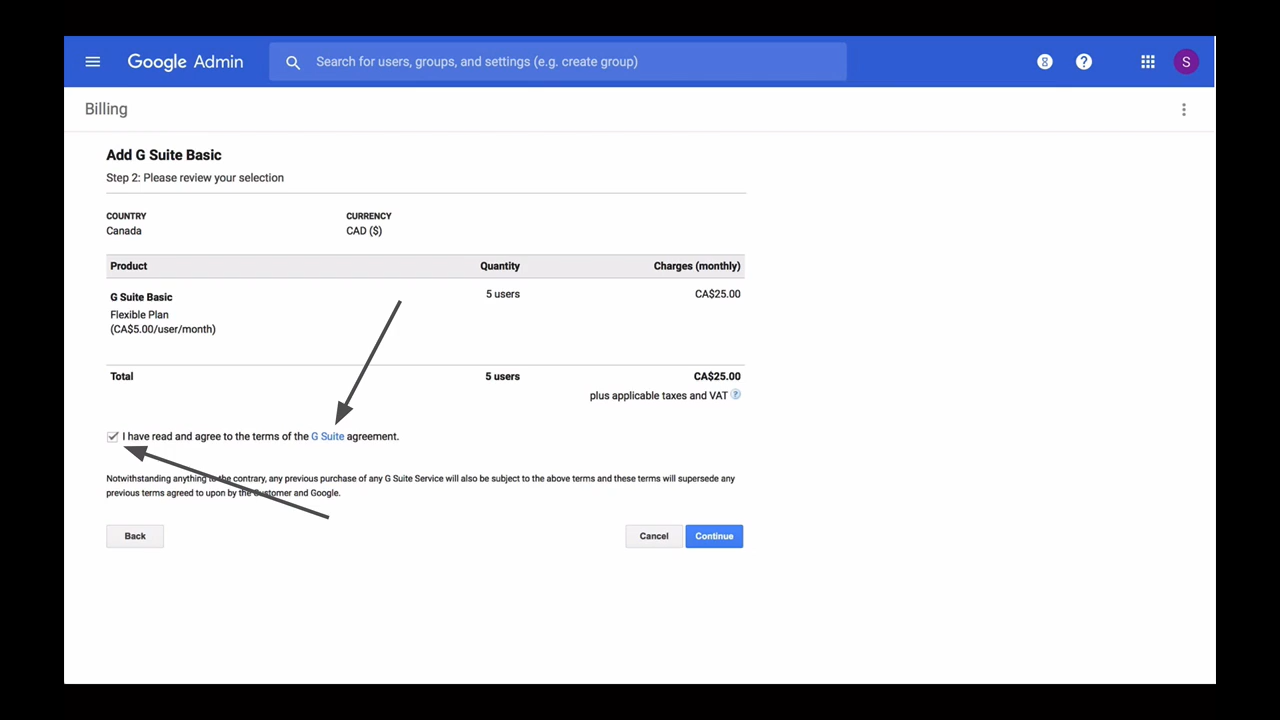 Google Admin
Search for users, groups, and settings (e.g. create group)
8
?
S
Billing
Add G Suite Basic
Step 2: Please review your selection
COUNTRY CURRENCY
Canada CAD ($)
Product Quantity Charges (monthly)
G Suite Basic 5 users CA$25.00
Flexible Plan
(CA$5.00/user/month)
Total 5 users CA$25.00
plus applicable taxes and VAT ?
I have read and agree to the terms of the G Suite agreement.
Notwithstanding anything to the contrary, any previous purchase of any G Suite Service will also be subject to the above terms and these terms will supersede any
previous terms agreed to upon by the Customer and Google.
Back Cancel Continue